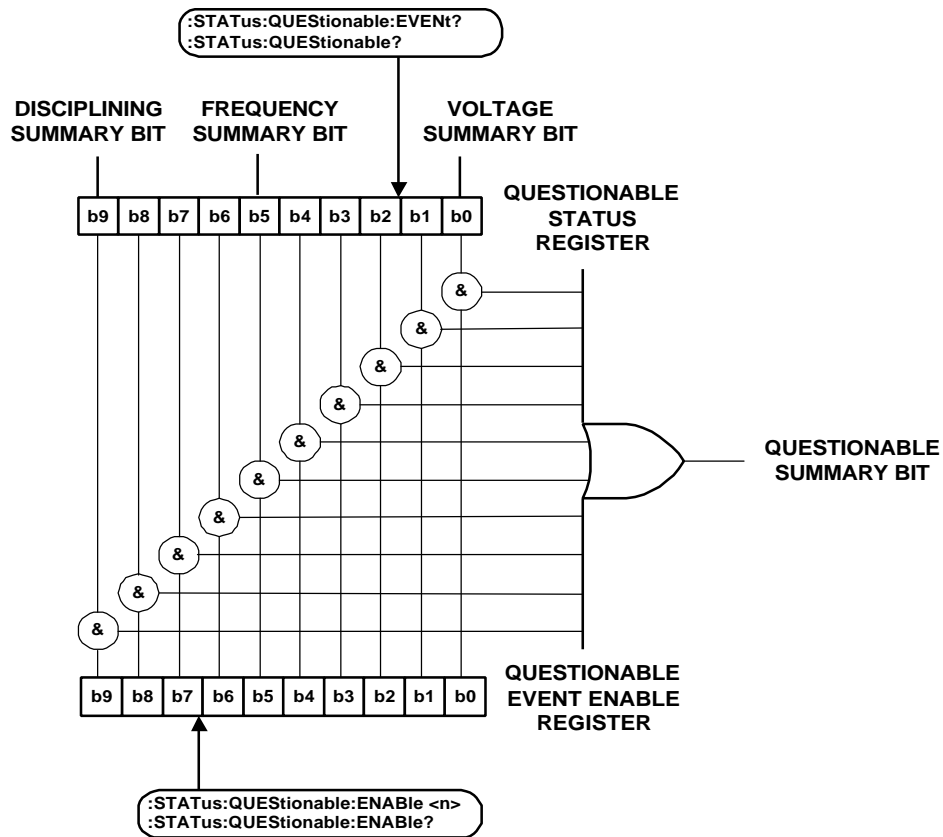 :STATus:QUEStionable:EVENt?
:STATus:QUEStionable?
DISCIPLINING
SUMMARY BIT
FREQUENCY
SUMMARY BIT
VOLTAGE
SUMMARY BIT
b9 b8 b7 b6 b5 b4 b3 b2 b1 b0
QUESTIONABLE
STATUS
REGISTER
&
&
&
&
&
&
&
&
&
&
QUESTIONABLE
SUMMARY BIT
b9 b8 b7 b6 b5 b4 b3 b2 b1 b0
QUESTIONABLE
EVENT ENABLE
REGISTER
:STATus:QUEStionable:ENABle <n>
:STATus:QUEStionable:ENABle?